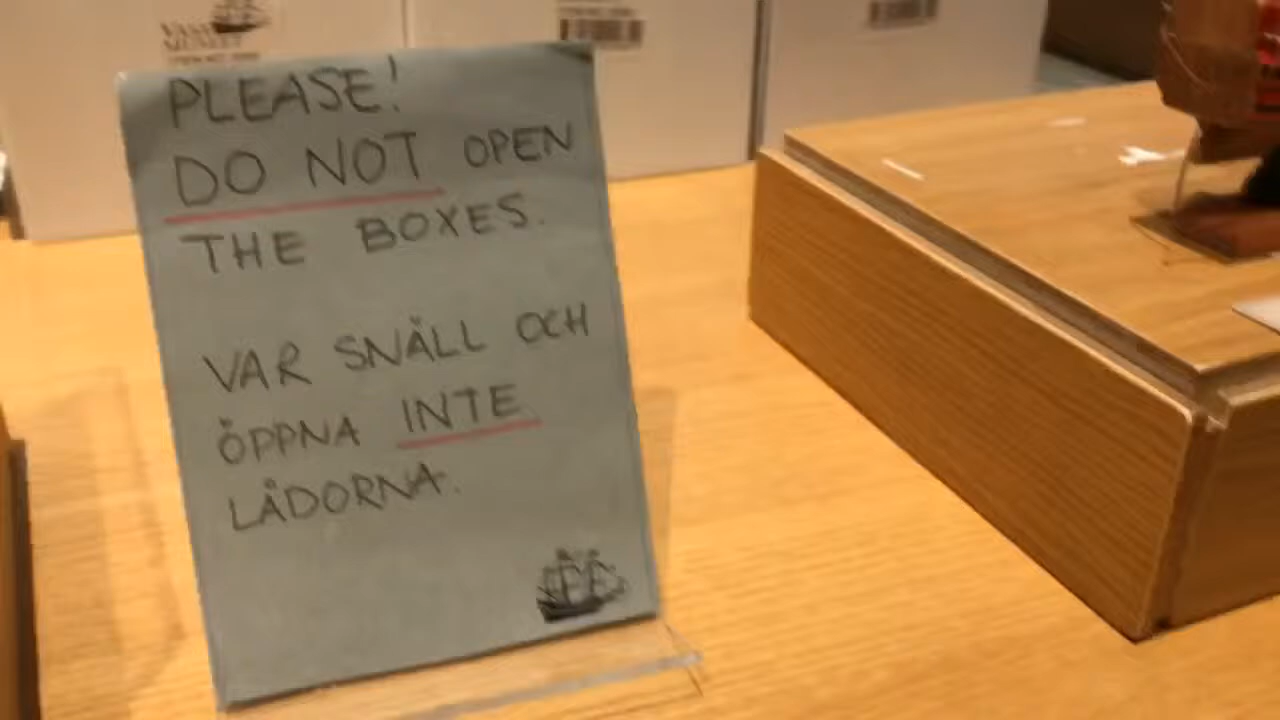 PLEASE!
DO NOT OPEN
THE BOXES.
VAR SNÄLL OCH
ÖPPNA INTE
LÅDORNA.